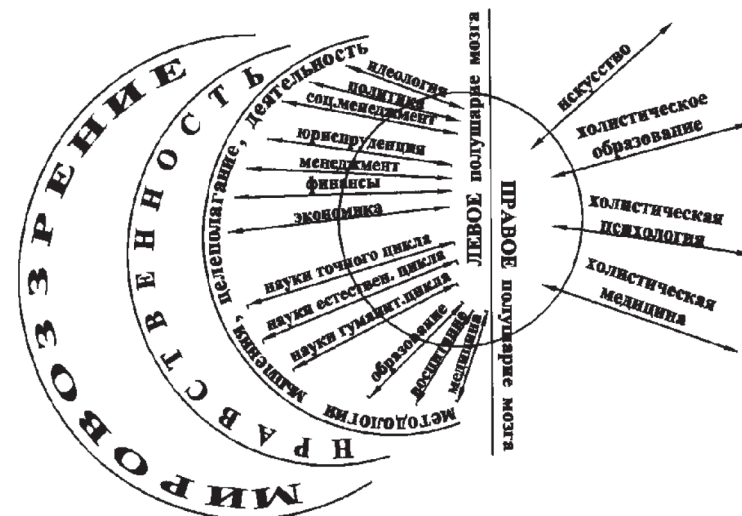 МИРОВОЗЗРЕНИЕ
НРАВСТВЕННОСТЬ
методология мышления, целеполагание, деятельность
идеология
политика
соц.менеджмент
юриспруденция
менеджмент
финансы
экономика
науки точного цикла
науки естествен. цикла
науки гуманит.цикла
образование
воспитание
медицина
ЛЕВОЕ полушарие мозга
ПРАВОЕ полушарие мозга
искусство
холистическое
образование
холистическая
психология
холистическая
медицина